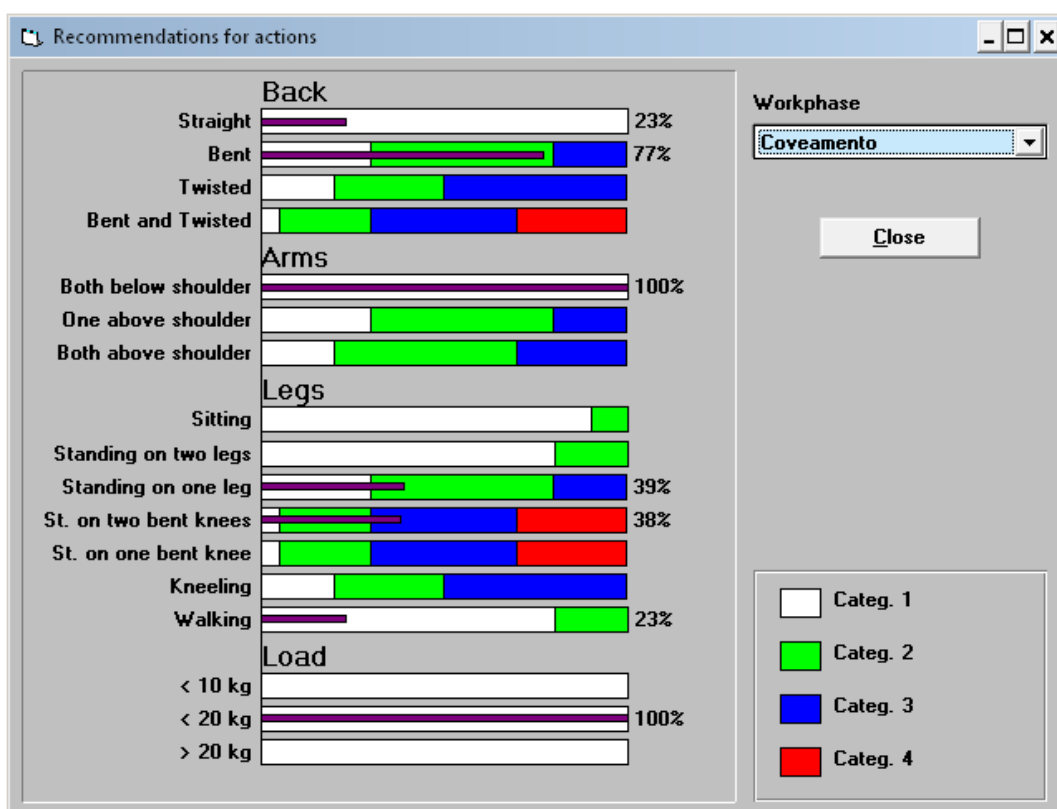 Recommendations for actions
Back
Straight 23%
Bent 77%
Twisted
Bent and Twisted
Arms
Both below shoulder 100%
One above shoulder
Both above shoulder
Legs
Sitting
Standing on two legs
Standing on one leg 39%
St. on two bent knees 38%
St. on one bent knee
Kneeling
Walking 23%
Load
< 10 kg
< 20 kg 100%
> 20 kg
Workphase
Coveamento
Close
Categ. 1
Categ. 2
Categ. 3
Categ. 4